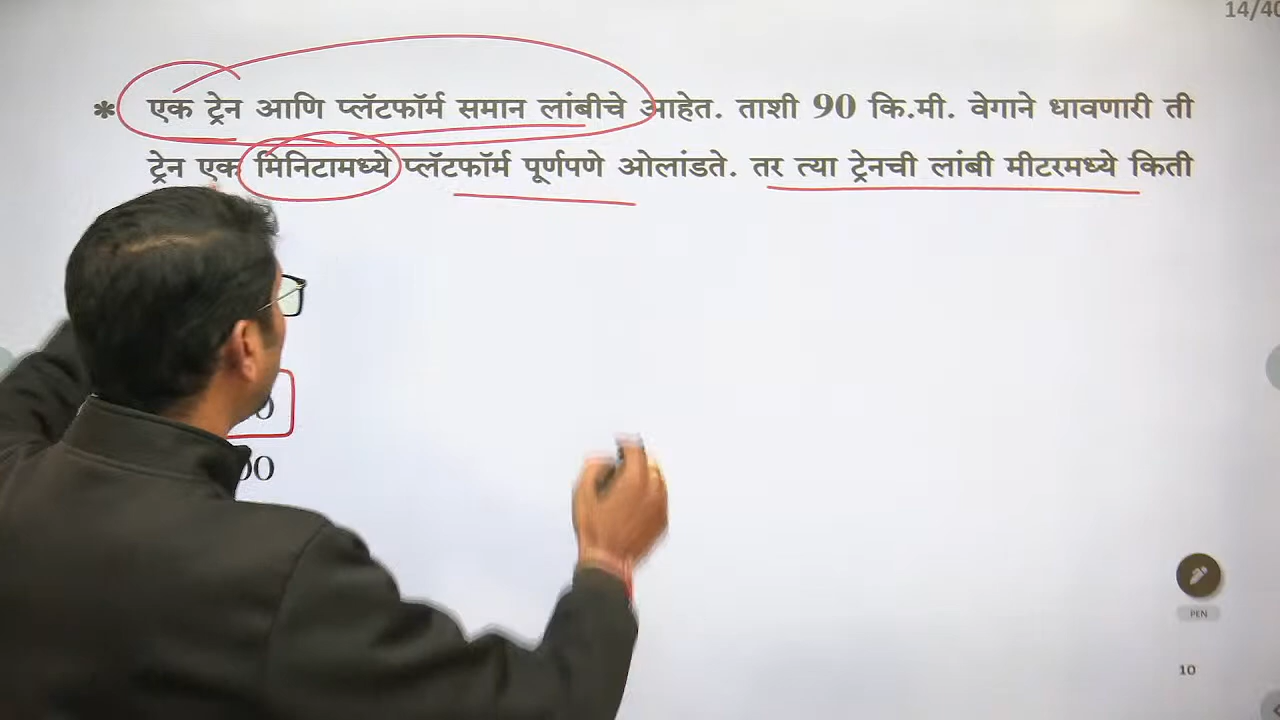 14/40
* एक ट्रेन आणि प्लॅटफॉर्म समान लांबीचे आहेत. ताशी 90 कि.मी. वेगाने धावणारी ती
ट्रेन एक मिनिटामध्ये प्लॅटफॉर्म पूर्णपणे ओलांडते. तर त्या ट्रेनची लांबी मीटरमध्ये किती
PEN
10